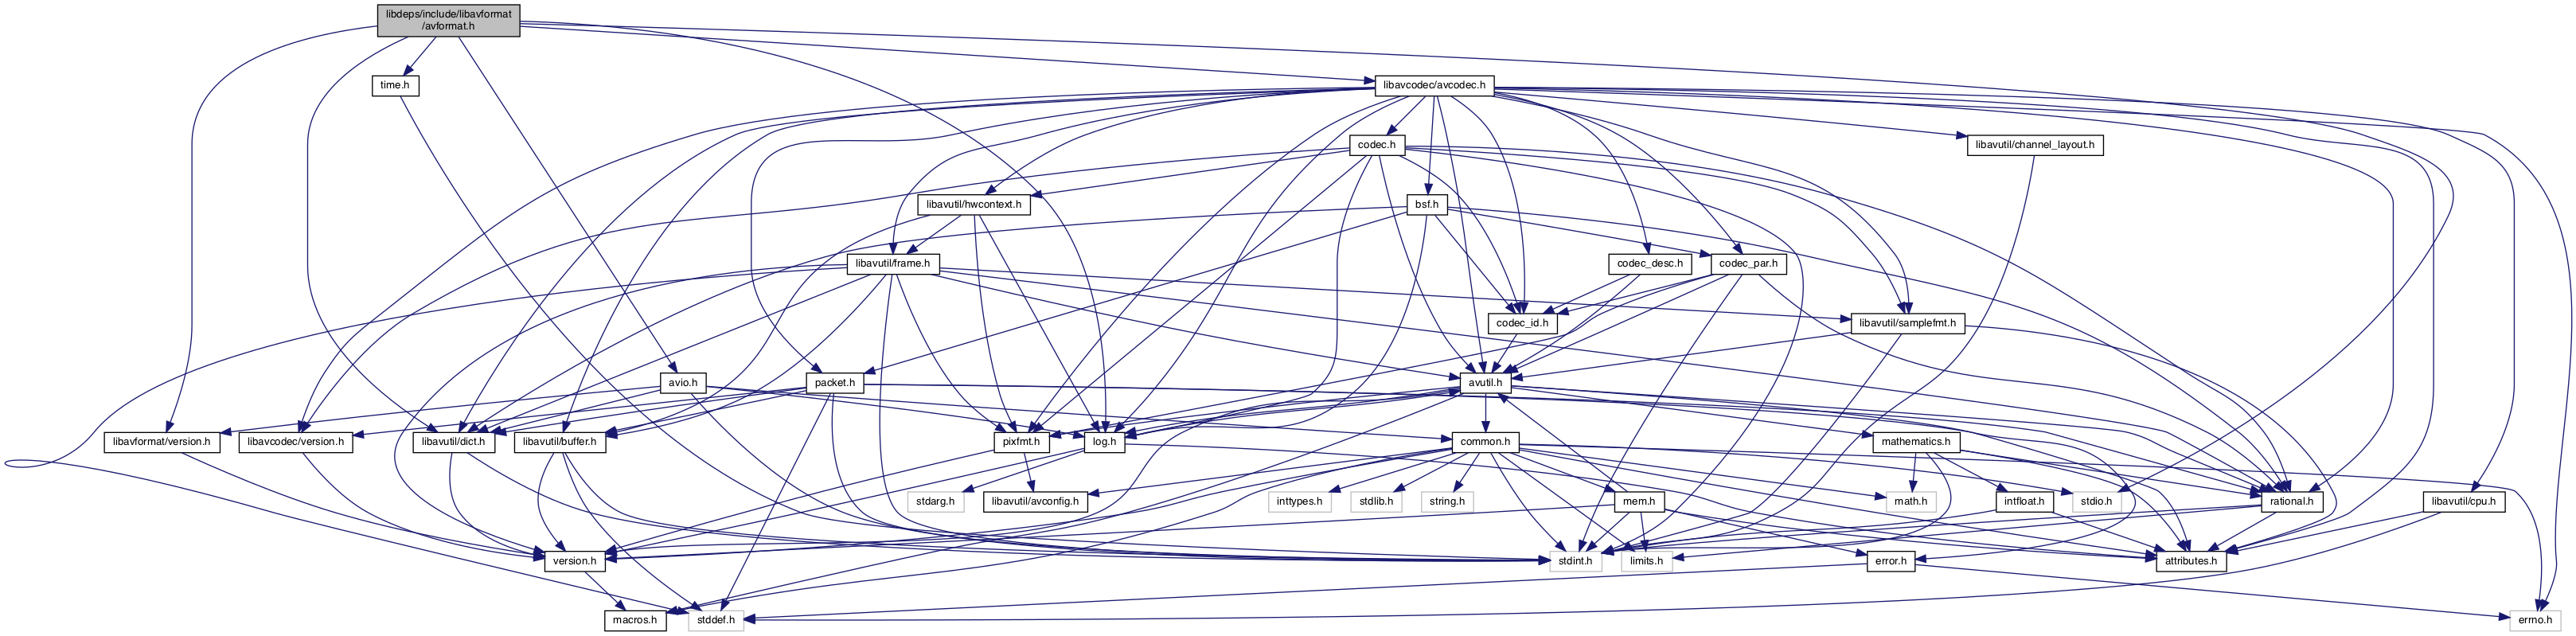 libdeps/include/libavformat
/avformat.h
time.h
libavcodec/avcodec.h
codec.h
libavutil/channel_layout.h
libavutil/hwcontext.h
bsf.h
libavutil/frame.h
codec_desc.h
codec_par.h
codec_id.h
libavutil/samplefmt.h
avio.h
packet.h
avutil.h
libavformat/version.h
libavcodec/version.h
libavutil/dict.h
libavutil/buffer.h
pixfmt.h
log.h
common.h
mathematics.h
stdarg.h
libavutil/avconfig.h
inttypes.h
stdlib.h
string.h
mem.h
math.h
intfloat.h
stdio.h
rational.h
libavutil/cpu.h
version.h
stdint.h
limits.h
error.h
attributes.h
macros.h
stddef.h
errno.h